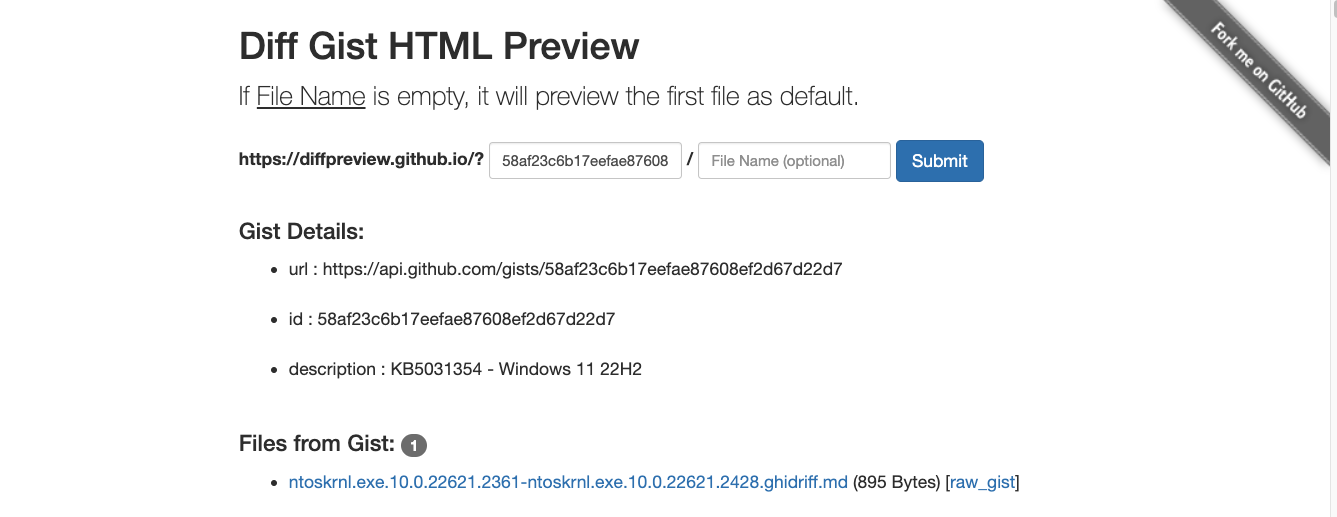 Diff Gist HTML Preview
Fork me on GitHub
If File Name is empty, it will preview the first file as default.
https://diffpreview.github.io/? 58af23c6b17eefae87608 / File Name (optional) Submit
Gist Details:
• url : https://api.github.com/gists/58af23c6b17eefae87608ef2d67d22d7
• id : 58af23c6b17eefae87608ef2d67d22d7
• description : KB5031354 - Windows 11 22H2
Files from Gist: 1
• ntoskrnl.exe.10.0.22621.2361-ntoskrnl.exe.10.0.22621.2428.ghidriff.md (895 Bytes) [raw_gist]